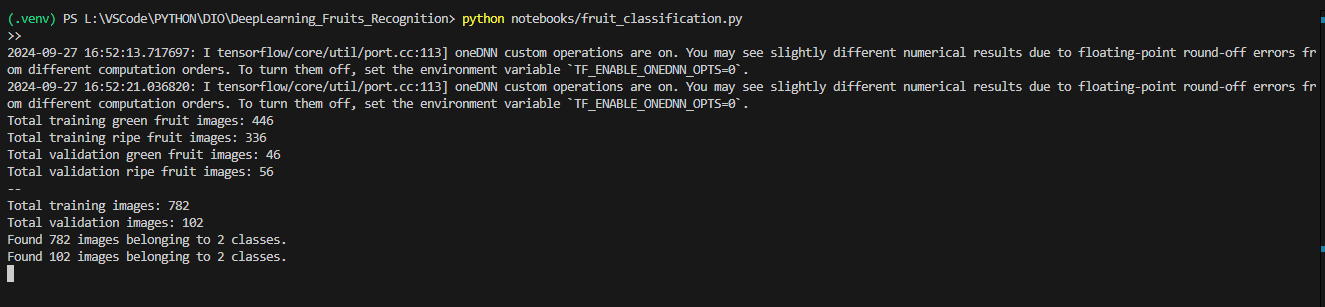 (.venv) PS L:\VSCode\PYTHON\DIO\DeepLearning_Fruits_Recognition> python notebooks/fruit_classification.py
>>
2024-09-27 16:52:13.717697: I tensorflow/core/util/port.cc:113] oneDNN custom operations are on. You may see slightly different numerical results due to floating-point round-off errors fr
om different computation orders. To turn them off, set the environment variable `TF_ENABLE_ONEDNN_OPTS=0`.
2024-09-27 16:52:21.036820: I tensorflow/core/util/port.cc:113] oneDNN custom operations are on. You may see slightly different numerical results due to floating-point round-off errors fr
om different computation orders. To turn them off, set the environment variable `TF_ENABLE_ONEDNN_OPTS=0`.
Total training green fruit images: 446
Total training ripe fruit images: 336
Total validation green fruit images: 46
Total validation ripe fruit images: 56
--
Total training images: 782
Total validation images: 102
Found 782 images belonging to 2 classes.
Found 102 images belonging to 2 classes.